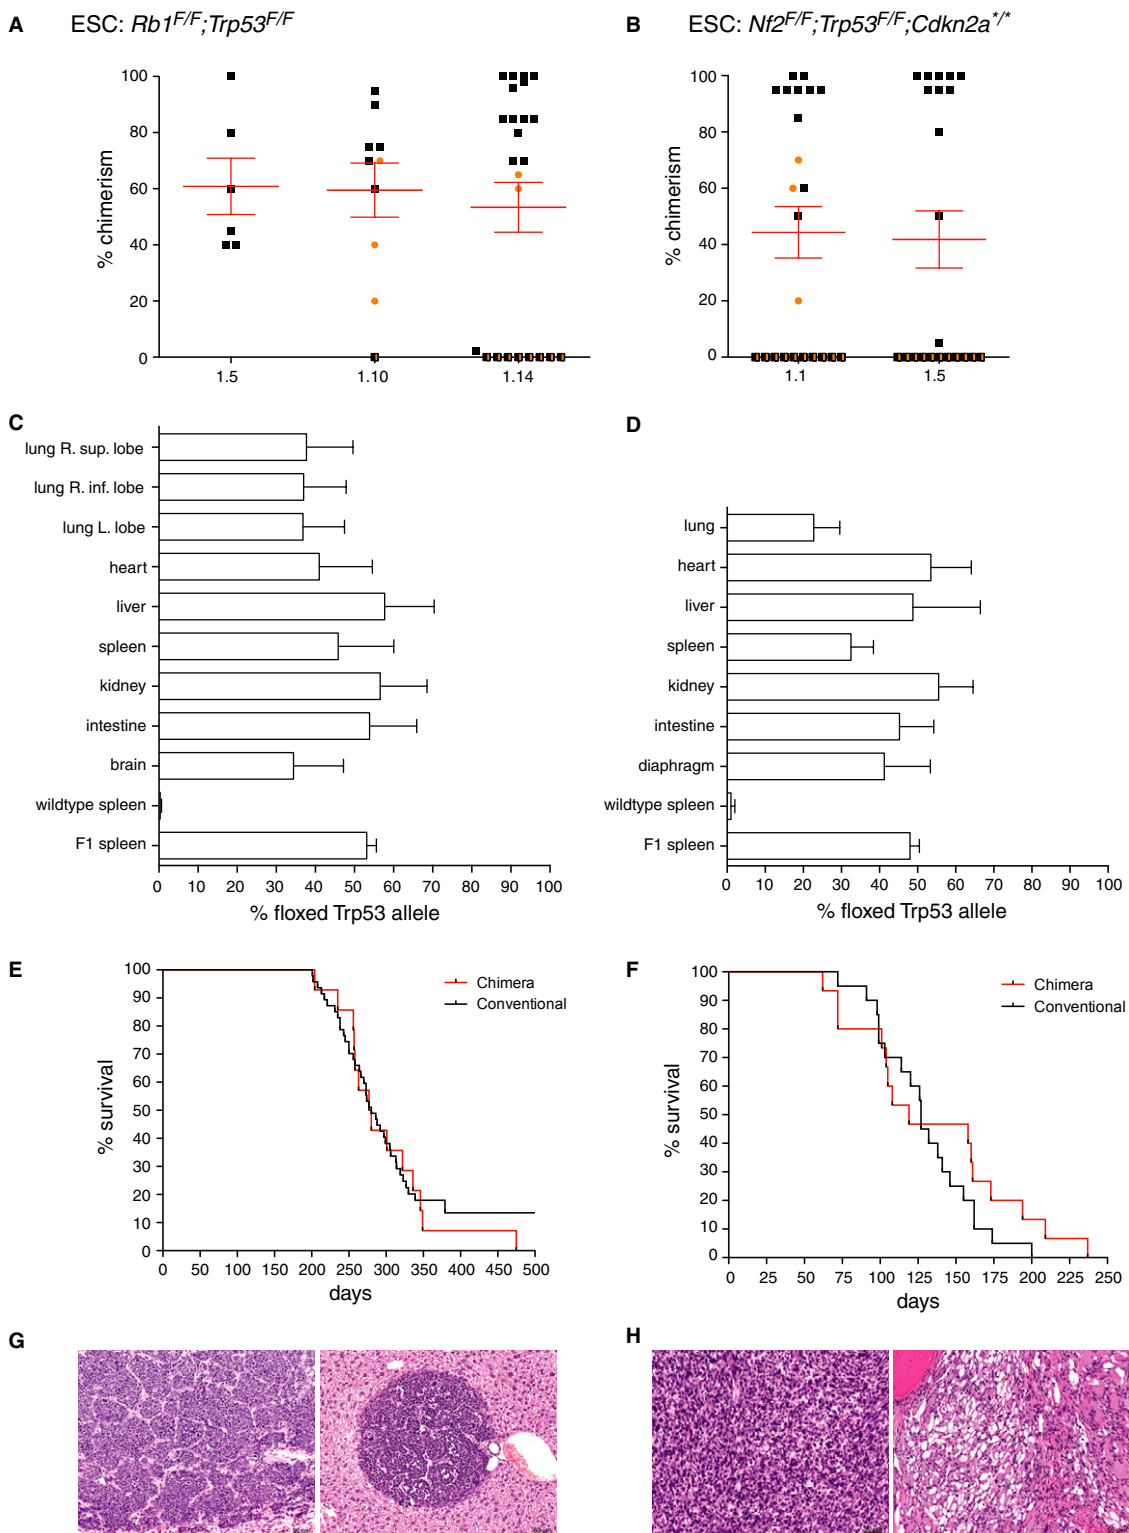 A ESC: Rb1^F/F;Trp53^F/F
B ESC: Nf2^F/F;Trp53^F/F;Cdkn2a^*/*
% chimerism
100
80
60
40
20
0
1.5 1.10 1.14
% chimerism
100
80
60
40
20
0
1.1 1.5
C
lung R. sup. lobe
lung R. inf. lobe
lung L. lobe
heart
liver
spleen
kidney
intestine
brain
wildtype spleen
F1 spleen
0 10 20 30 40 50 60 70 80 90 100
% floxed Trp53 allele
D
lung
heart
liver
spleen
kidney
intestine
diaphragm
wildtype spleen
F1 spleen
0 10 20 30 40 50 60 70 80 90 100
% floxed Trp53 allele
E
% survival
100
90
80
70
60
50
40
30
20
10
0
0 50 100 150 200 250 300 350 400 450 500
days
Chimera
Conventional
F
% survival
100
90
80
70
60
50
40
30
20
10
0
0 25 50 75 100 125 150 175 200 225 250
days
Chimera
Conventional
G
H